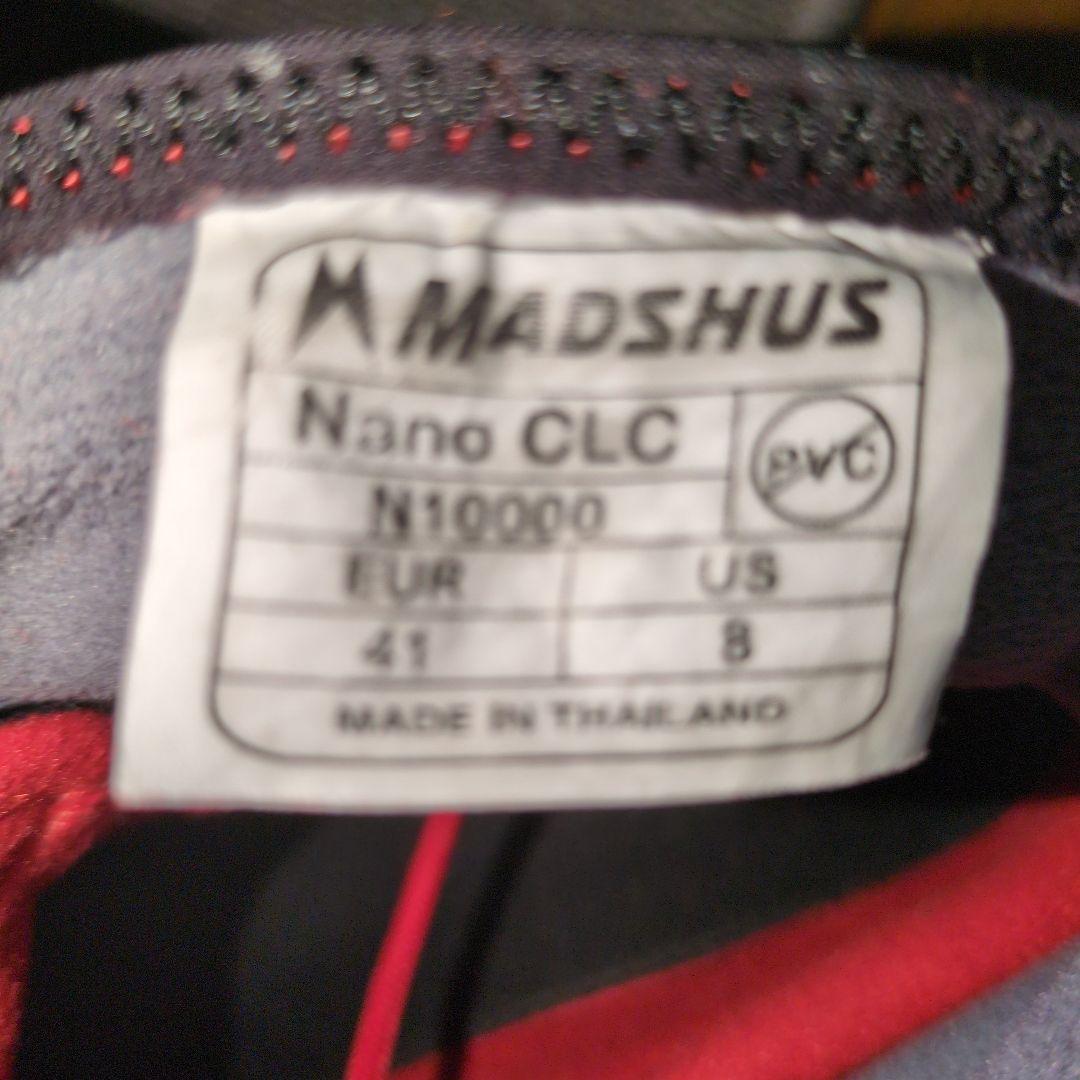 MADSHUS
Nano CLC
PVC
N10000
EUR US
41 8
MADE IN THAILAND